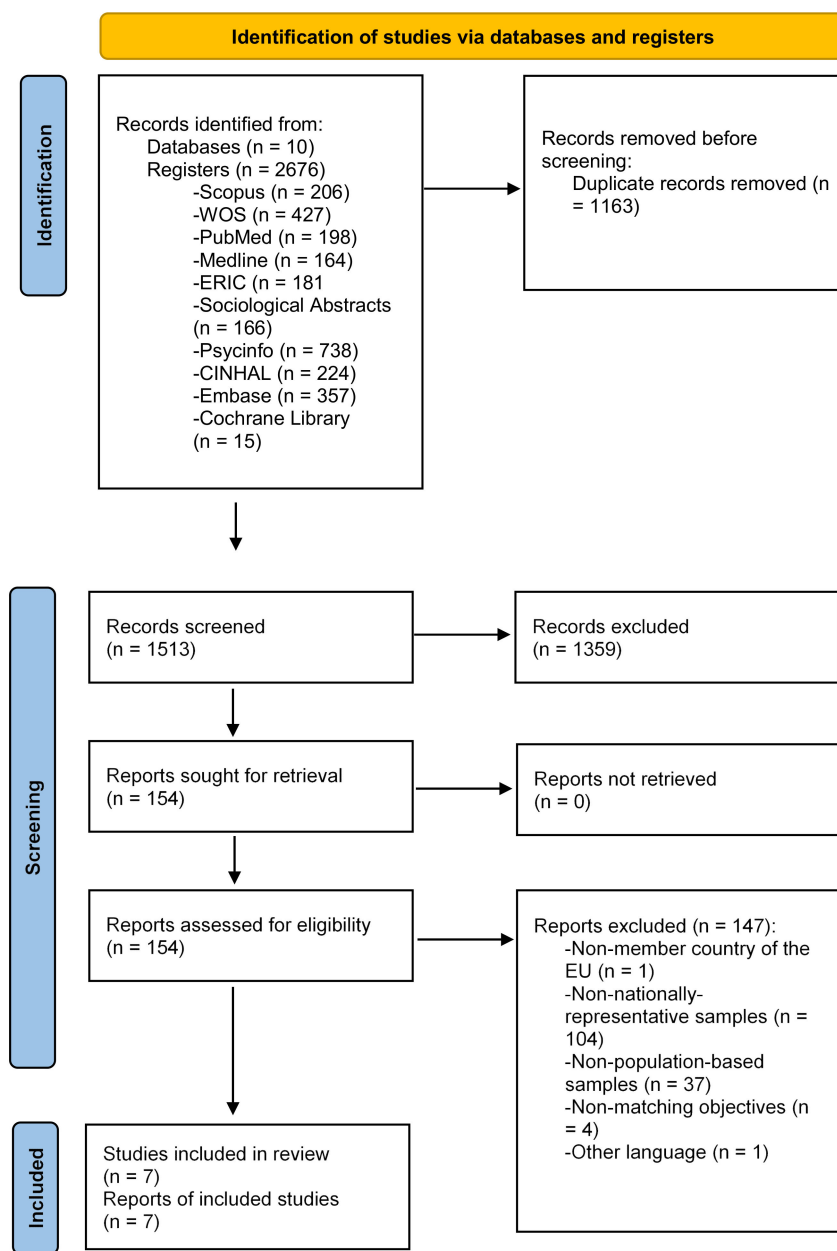 Identification of studies via databases and registers
Identification
Records identified from:
Databases (n = 10)
Registers (n = 2676)
-Scopus (n = 206)
-WOS (n = 427)
-PubMed (n = 198)
-Medline (n = 164)
-ERIC (n = 181
-Sociological Abstracts
(n = 166)
-Psycinfo (n = 738)
-CINHAL (n = 224)
-Embase (n = 357)
-Cochrane Library
(n = 15)
Records removed before
screening:
Duplicate records removed (n
= 1163)
Screening
Records screened
(n = 1513)
Records excluded
(n = 1359)
Reports sought for retrieval
(n = 154)
Reports not retrieved
(n = 0)
Reports assessed for eligibility
(n = 154)
Reports excluded (n = 147):
-Non-member country of the
EU (n = 1)
-Non-nationally-
representative samples (n =
104)
-Non-population-based
samples (n = 37)
-Non-matching objectives (n
= 4)
-Other language (n = 1)
Included
Studies included in review
(n = 7)
Reports of included studies
(n = 7)